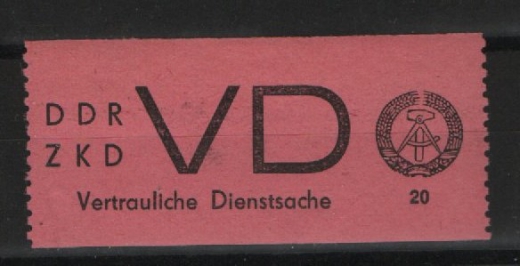 DDR
ZKD
VD
Vertrauliche Dienstsache
20